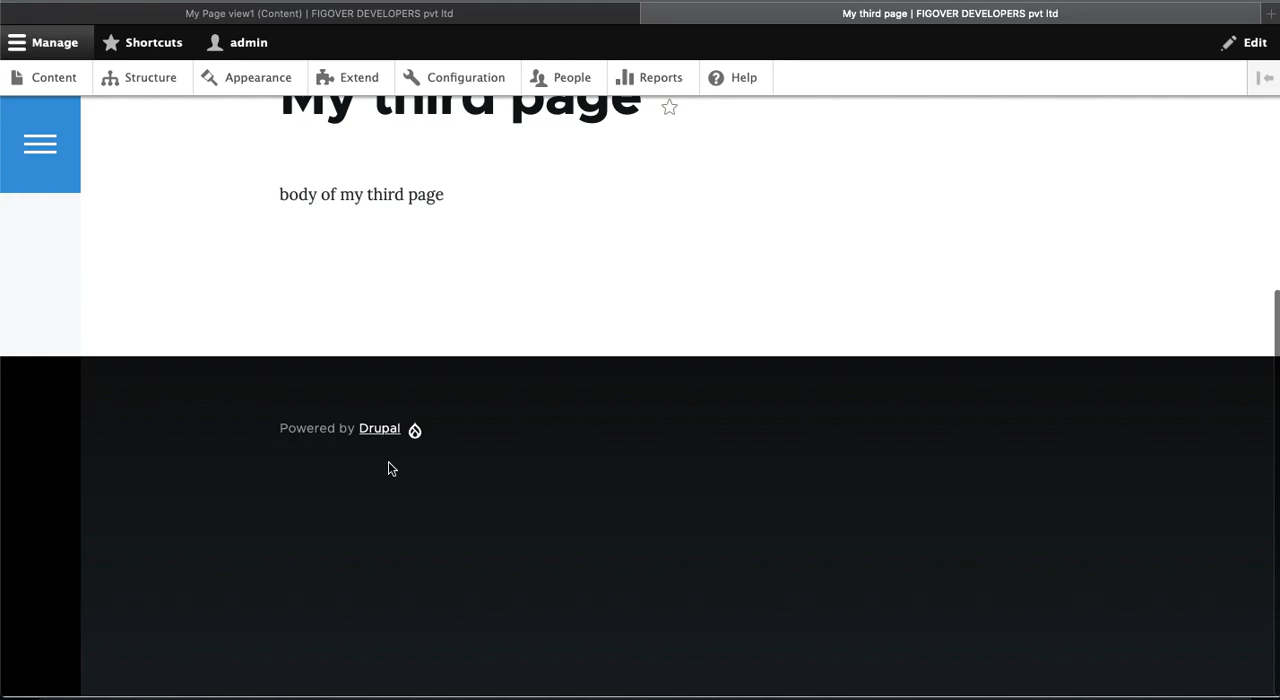 My Page view1 (Content) | FIGOVER DEVELOPERS pvt ltd
My third page | FIGOVER DEVELOPERS pvt ltd
Manage Shortcuts admin Edit
Content Structure Appearance Extend Configuration People Reports Help
My third page
body of my third page
Powered by Drupal